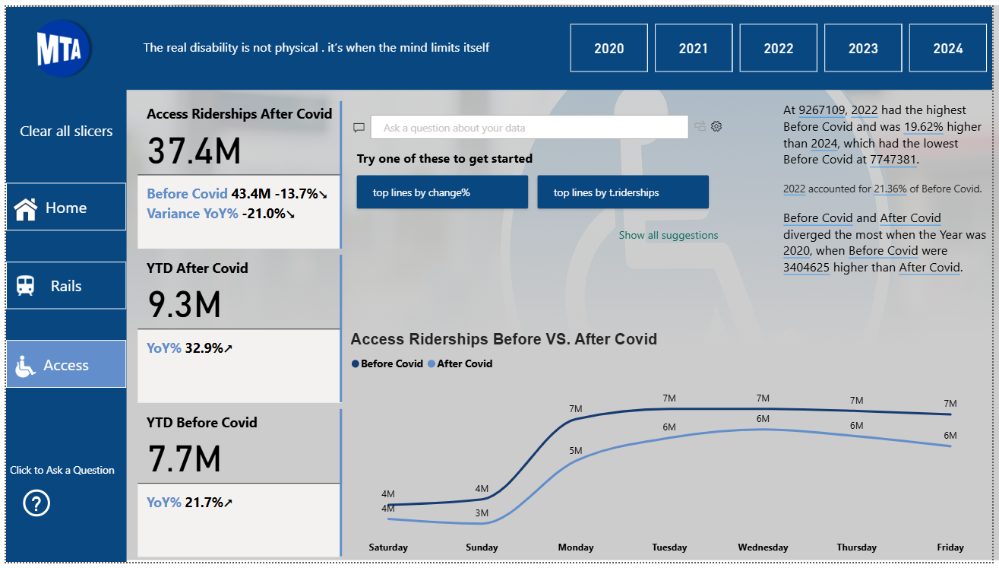 MTA
The real disability is not physical . it's when the mind limits itself
2020
2021
2022
2023
2024
Clear all slicers
Home
Rails
Access
Click to Ask a Question
?
Access Riderships After Covid
37.4M
Before Covid 43.4M -13.7%↘
Variance YoY% -21.0%↘
YTD After Covid
9.3M
YoY% 32.9%↗
YTD Before Covid
7.7M
YoY% 21.7%↗
Ask a question about your data
Try one of these to get started
top lines by change%
top lines by t.riderships
Show all suggestions
At 9267109, 2022 had the highest
Before Covid and was 19.62% higher
than 2024, which had the lowest
Before Covid at 7747381.
2022 accounted for 21.36% of Before Covid.
Before Covid and After Covid
diverged the most when the Year was
2020, when Before Covid were
3404625 higher than After Covid.
Access Riderships Before VS. After Covid
Before Covid After Covid
7M 7M 7M 7M 7M
6M 6M 6M 6M
5M
4M 4M
4M 3M
Saturday Sunday Monday Tuesday Wednesday Thursday Friday